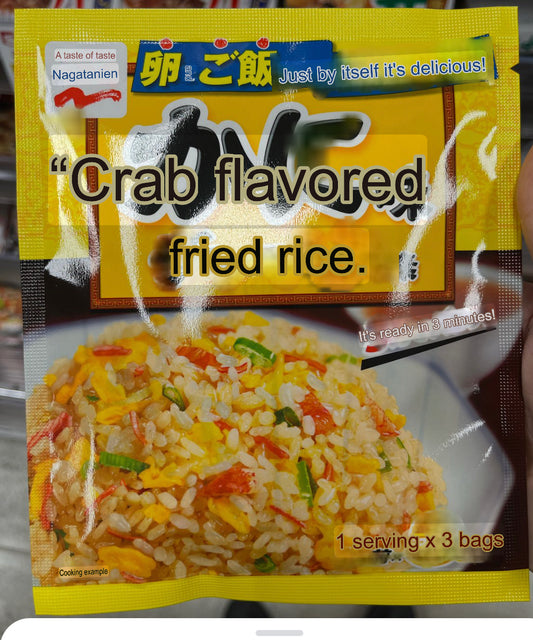 A taste of taste
Nagatanien
卵 ご飯
Just by itself it's delicious!
“Crab flavored
fried rice.
It's ready in 3 minutes!
1 serving x 3 bags
Cooking example